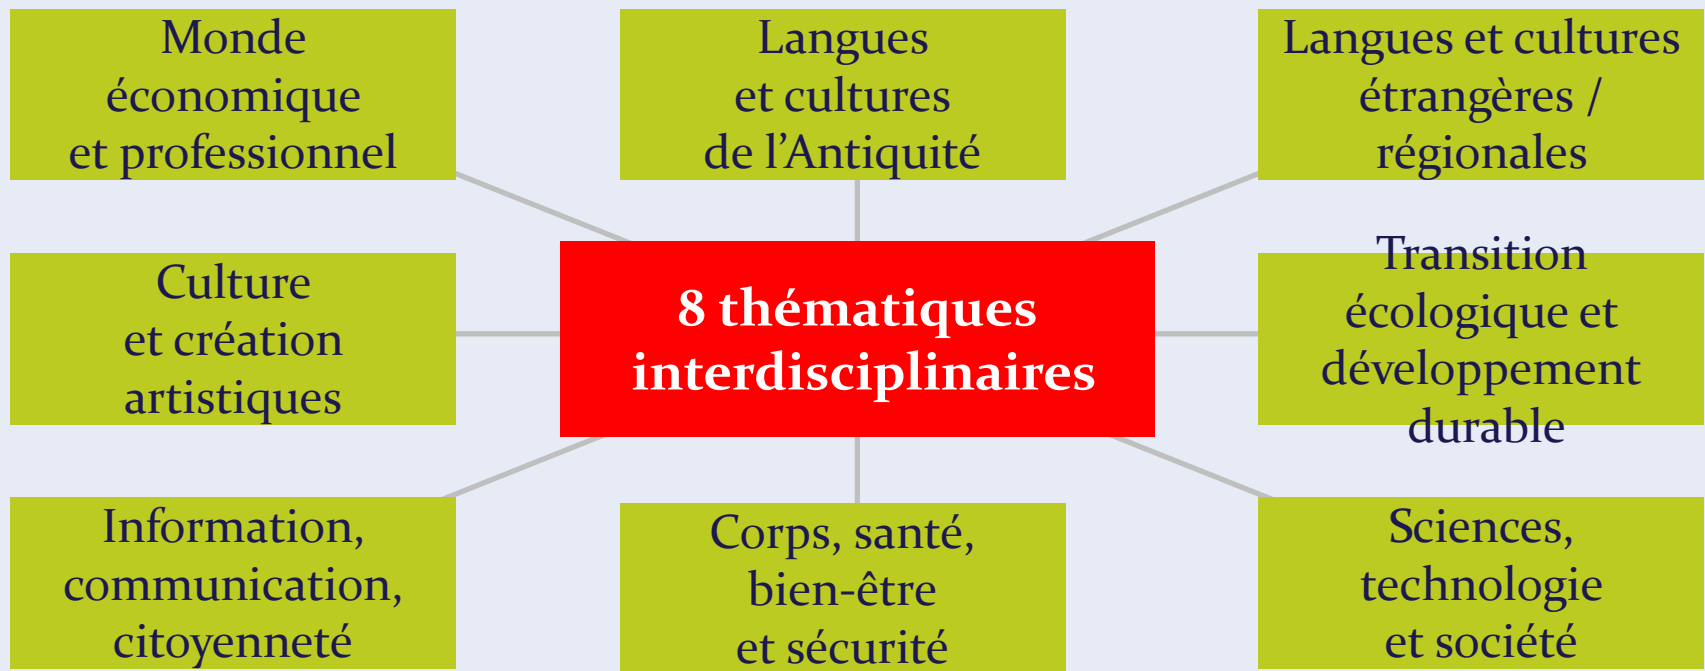 Monde
économique
et professionnel
Langues
et cultures
de l’Antiquité
Langues et cultures
étrangères /
régionales
Culture
et création
artistiques
8 thématiques
interdisciplinaires
Transition
écologique et
développement
durable
Information,
communication,
citoyenneté
Corps, santé,
bien-être
et sécurité
Sciences,
technologie
et société